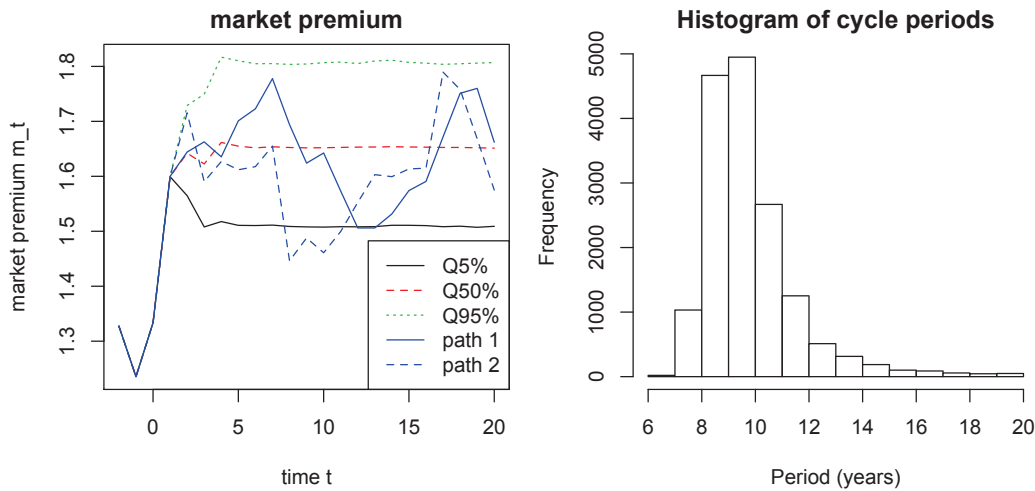 market premium
market premium m_t
1.3
1.4
1.5
1.6
1.7
1.8
0
5
10
15
20
time t
Q5%
Q50%
Q95%
path 1
path 2
Histogram of cycle periods
Frequency
0
1000
2000
3000
4000
5000
6
8
10
12
14
16
18
20
Period (years)